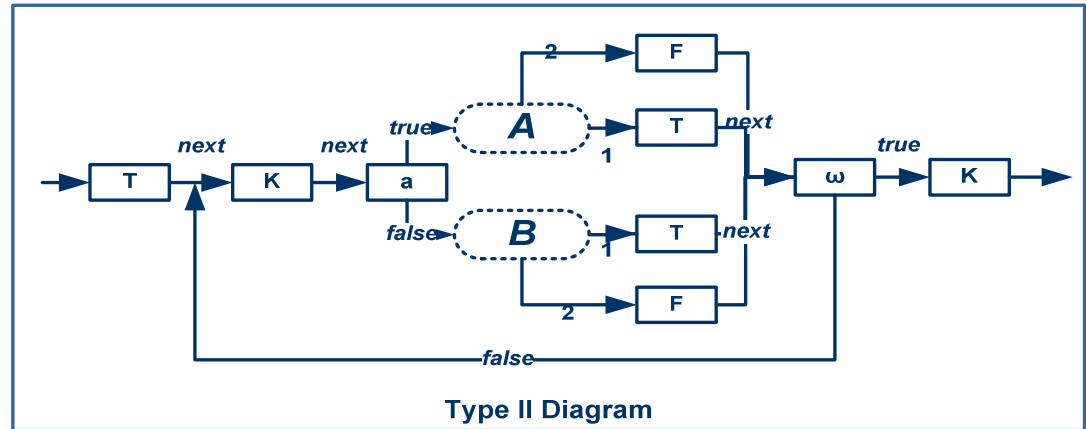 2
F
next
next
true
A
T
next
true
1
T
K
a
ω
K
false
B
1
T
next
2
F
false
Type II Diagram